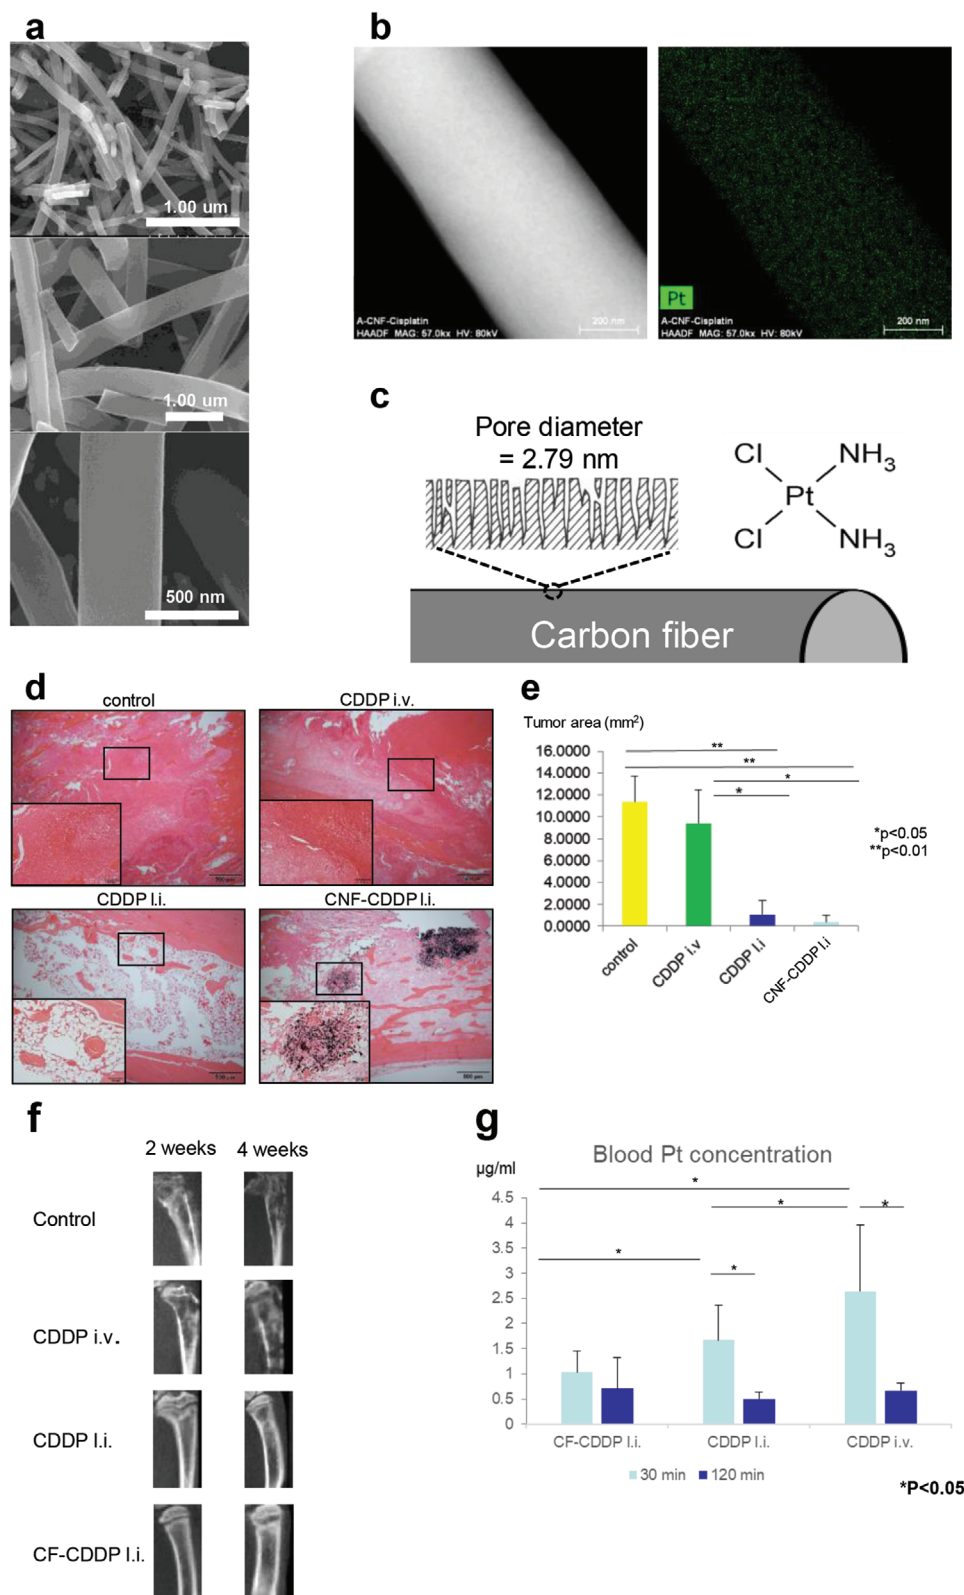 a
1.00 um
1.00 um
500 nm
b
A-CNF-Cisplatin
HAADF MAG: 57.0kx HV: 80kV
200 nm
Pt
A-CNF-Cisplatin
HAADF MAG: 57.0kx HV: 80kV
200 nm
c
Pore diameter
= 2.79 nm
Cl NH3
Pt
Cl NH3
Carbon fiber
d
control
CDDP i.v.
CDDP l.i.
CNF-CDDP l.i.
500 μm
e
Tumor area (mm²)
16.0000
14.0000
12.0000
10.0000
8.0000
6.0000
4.0000
2.0000
0.0000
**
**
*
*
*p<0.05
**p<0.01
control
CDDP i.v
CDDP l.i
CNF-CDDP l.i
f
2 weeks 4 weeks
Control
CDDP i.v.
CDDP l.i.
CF-CDDP l.i.
g
Blood Pt concentration
μg/ml
4.5
4
3.5
3
2.5
2
1.5
1
0.5
0
*
*
*
*
*
CF-CDDP l.i. CDDP l.i. CDDP i.v.
30 min 120 min
*P<0.05